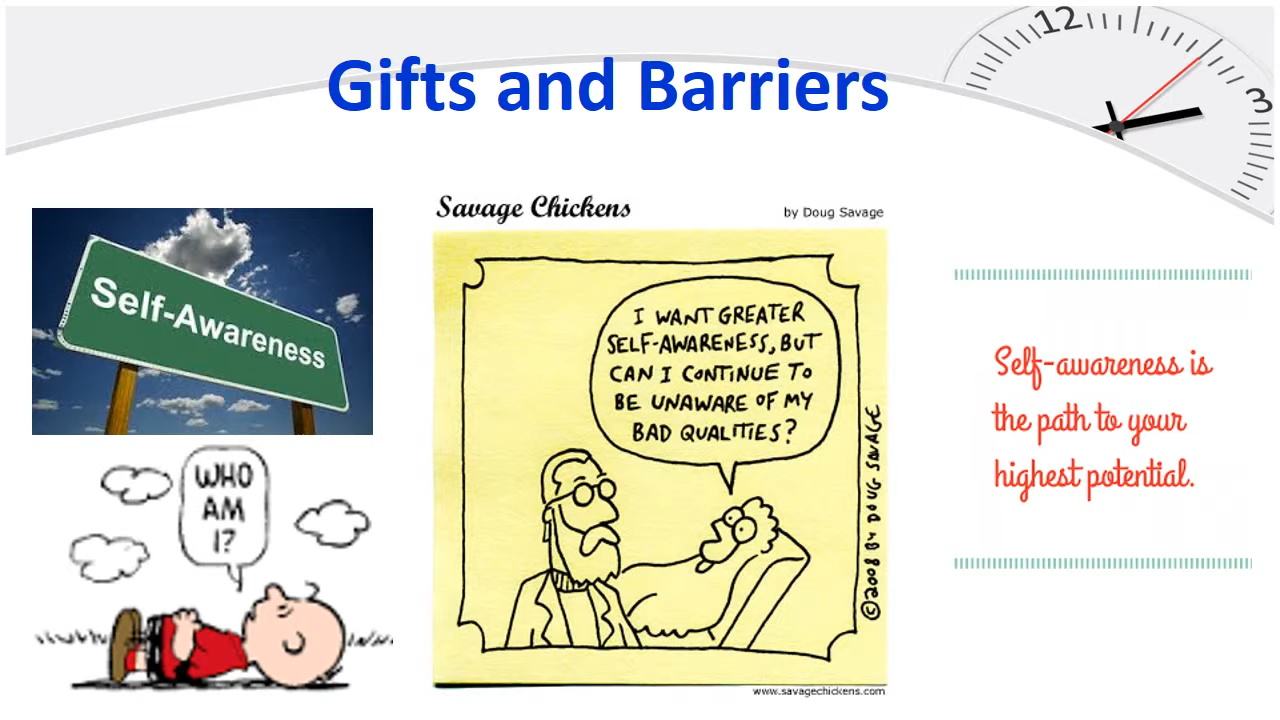 Gifts and Barriers
12
3
Self-Awareness
WHO
AM
I?
Savage Chickens
by Doug Savage
I WANT GREATER
SELF-AWARENESS, BUT
CAN I CONTINUE TO
BE UNAWARE OF MY
BAD QUALITIES?
©2008 BY DOUG SAVAGE
www.savagechickens.com
Self-awareness is
the path to your
highest potential.